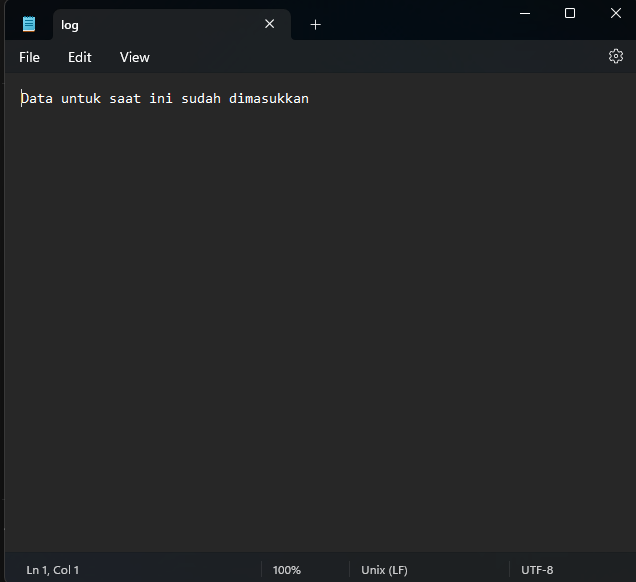 log
File Edit View
Data untuk saat ini sudah dimasukkan
Ln 1, Col 1 100% Unix (LF) UTF-8